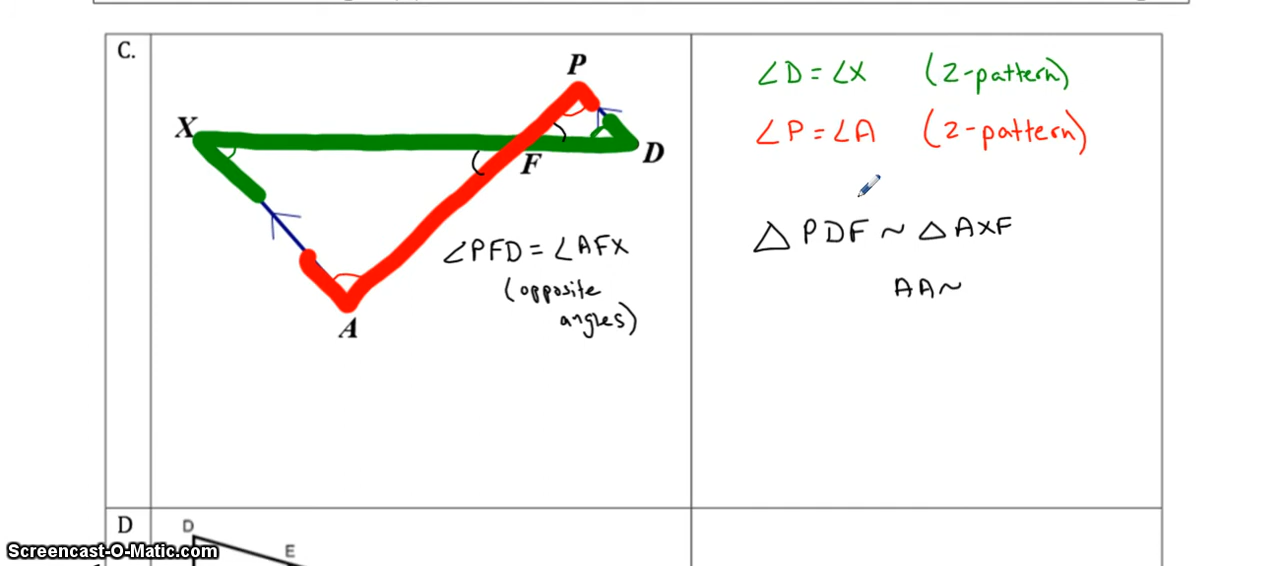 C.
P
X
F
D
A
∠PFD = ∠AFX
(opposite
angles)
∠D = ∠X (Z-pattern)
∠P = ∠A (Z-pattern)
△ PDF ~ △ AXF
AA~
D
D
E
Screencast-O-Matic.com